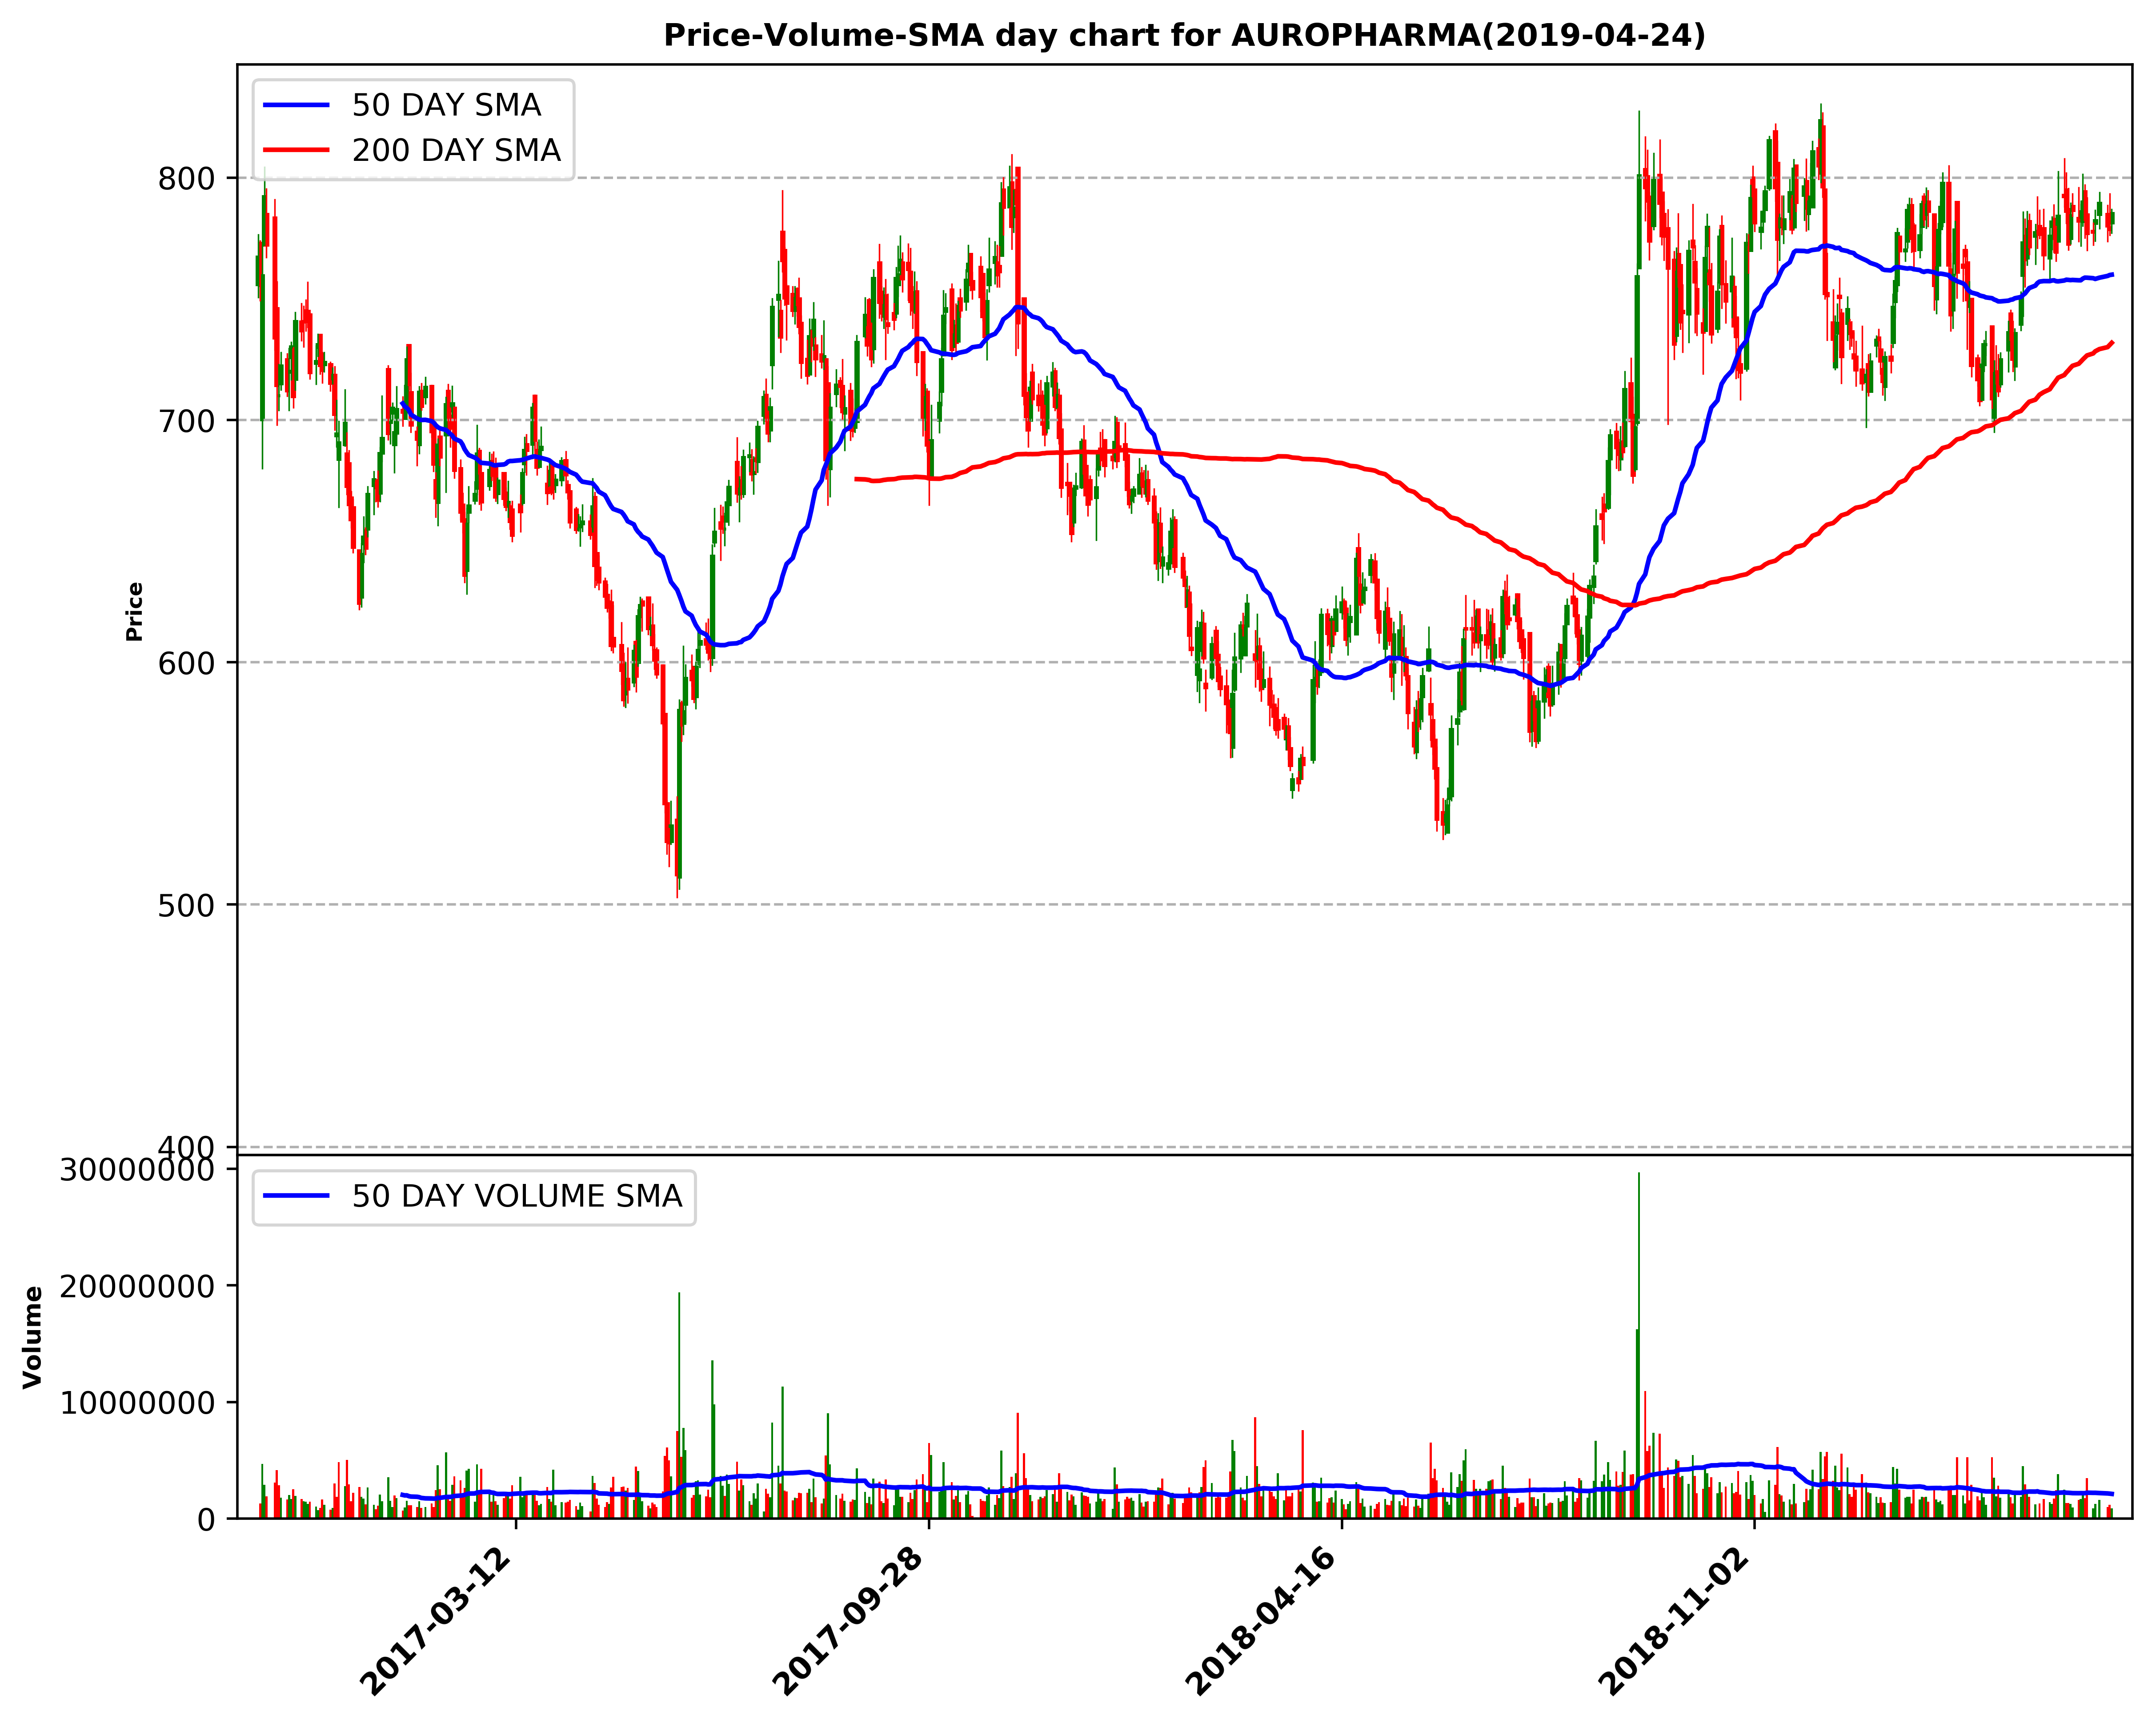 Price-Volume-SMA day chart for AUROPHARMA(2019-04-24)
50 DAY SMA
200 DAY SMA
800
700
600
500
400
Price
50 DAY VOLUME SMA
30000000
20000000
10000000
0
Volume
2017-03-12
2017-09-28
2018-04-16
2018-11-02